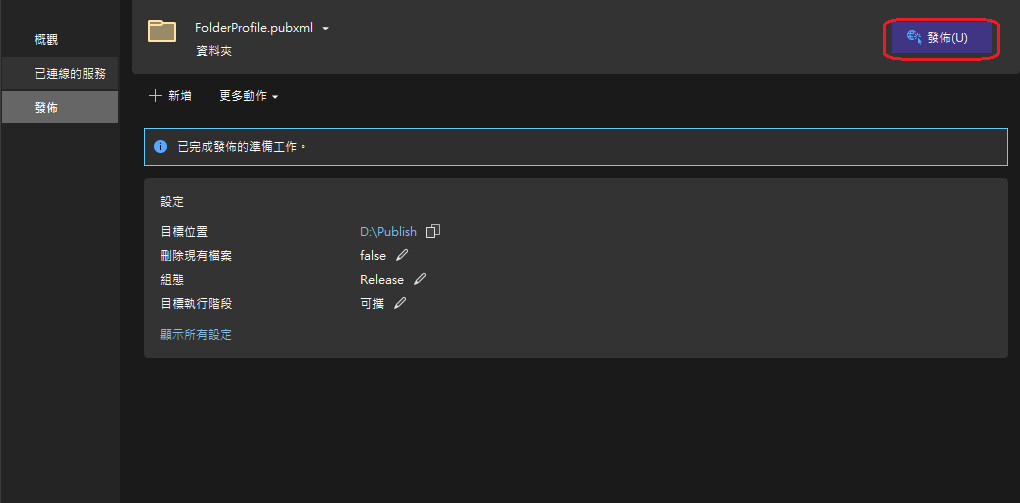 概觀
已連線的服務
發佈
FolderProfile.pubxml
資料夾
發佈(U)
新增
更多動作
已完成發佈的準備工作。
設定
目標位置 D:\Publish
刪除現有檔案 false
組態 Release
目標執行階段 可攜
顯示所有設定